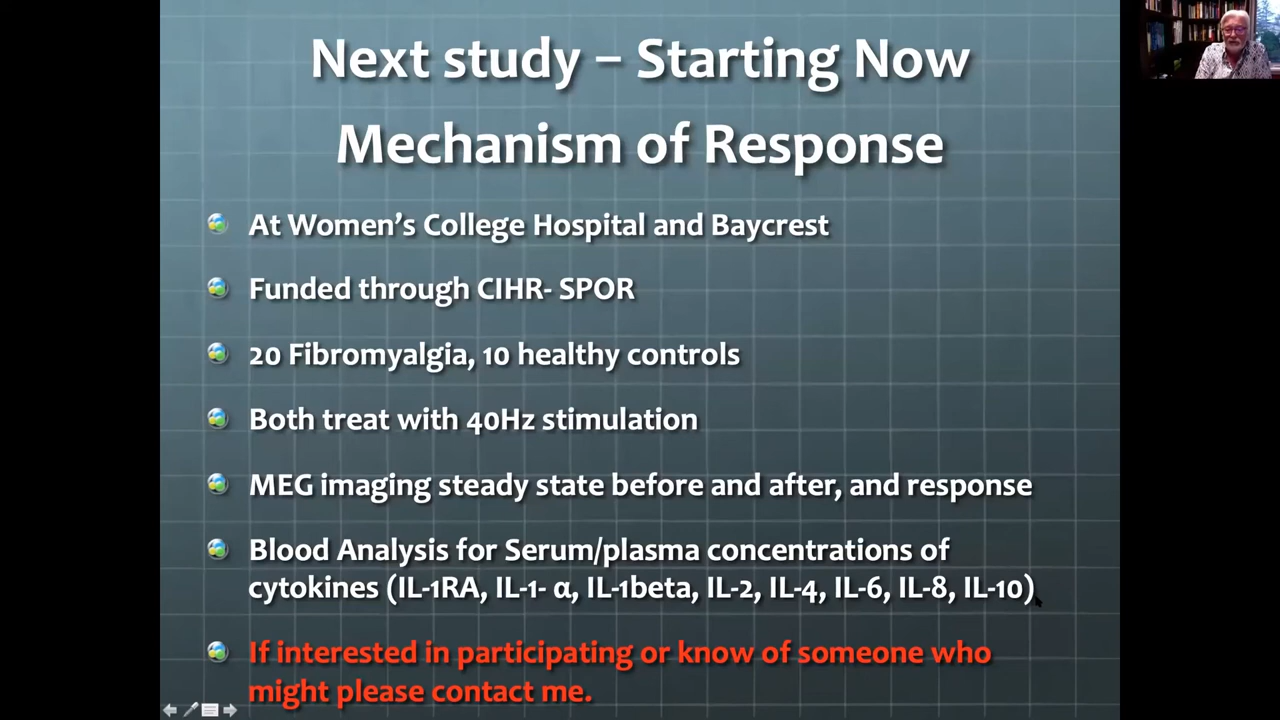 Next study – Starting Now
Mechanism of Response
At Women's College Hospital and Baycrest
Funded through CIHR- SPOR
20 Fibromyalgia, 10 healthy controls
Both treat with 40Hz stimulation
MEG imaging steady state before and after, and response
Blood Analysis for Serum/plasma concentrations of
cytokines (IL-1RA, IL-1- α, IL-1beta, IL-2, IL-4, IL-6, IL-8, IL-10)
If interested in participating or know of someone who
might please contact me.